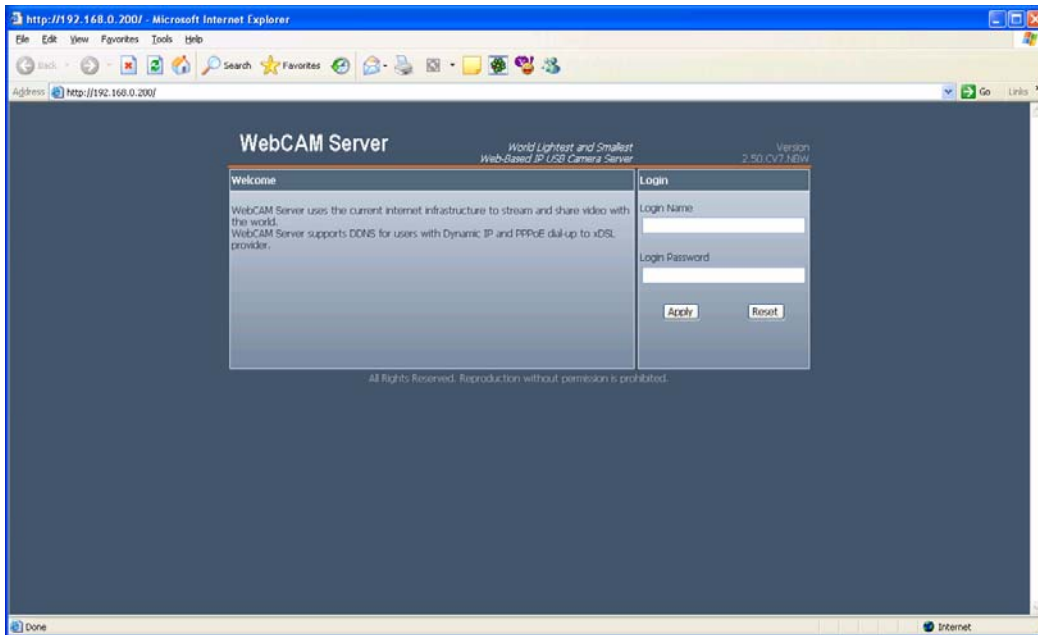 http://192.168.0.200/ - Microsoft Internet Explorer
File Edit View Favorites Tools Help
Back Search Favorites
Address http://192.168.0.200/ Go Links
WebCAM Server
World Lightest and Smallest
Web-Based IP USB Camera Server
Version
2.50.CV7.NBW
Welcome
WebCAM Server uses the current internet infrastructure to stream and share video with
the world.
WebCAM Server supports DDNS for users with Dynamic IP and PPPoE dial-up to xDSL
provider.
Login
Login Name
Login Password
Apply Reset
All Rights Reserved. Reproduction without permission is prohibited.
Done Internet